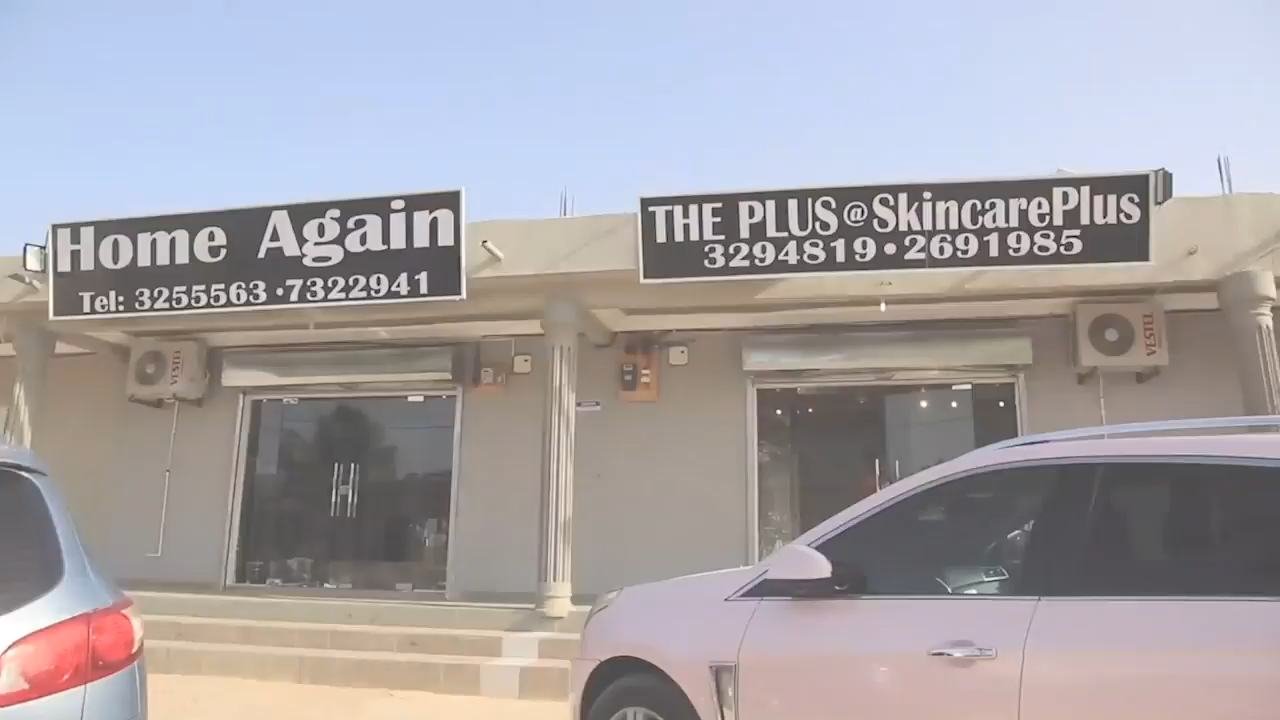 Home Again
Tel: 3255563 • 7322941
THE PLUS @ SkincarePlus
3294819 • 2691985
VESTEL
VESTEL